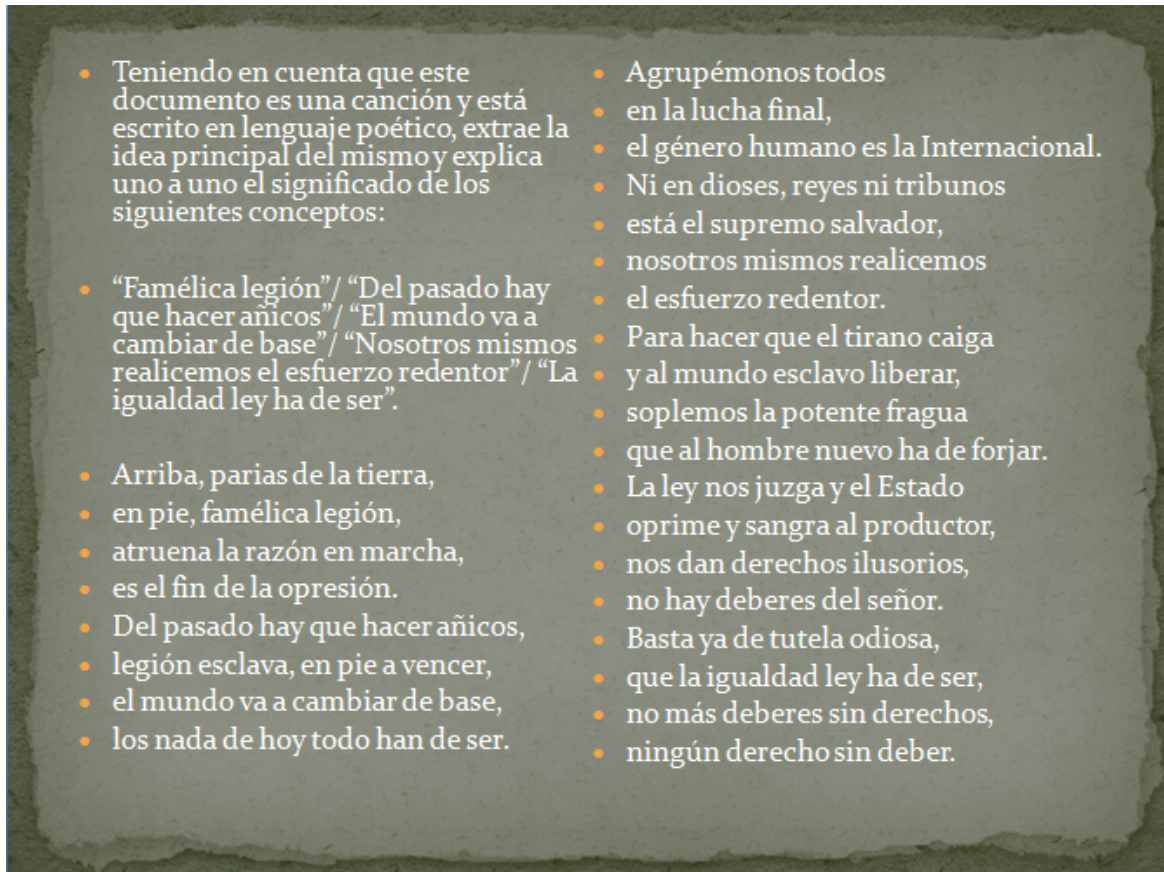 Teniendo en cuenta que este
documento es una canción y está
escrito en lenguaje poético, extrae la
idea principal del mismo y explica
uno a uno el significado de los
siguientes conceptos:
“Famélica legión”/ “Del pasado hay
que hacer añicos”/ “El mundo va a
cambiar de base”/ “Nosotros mismos
realicemos el esfuerzo redentor”/ “La
igualdad ley ha de ser”.
Arriba, parias de la tierra,
en pie, famélica legión,
atruena la razón en marcha,
es el fin de la opresión.
Del pasado hay que hacer añicos,
legión esclava, en pie a vencer,
el mundo va a cambiar de base,
los nada de hoy todo han de ser.
Agrupémonos todos
en la lucha final,
el género humano es la Internacional.
Ni en dioses, reyes ni tribunos
está el supremo salvador,
nosotros mismos realicemos
el esfuerzo redentor.
Para hacer que el tirano caiga
y al mundo esclavo liberar,
soplemos la potente fragua
que al hombre nuevo ha de forjar.
La ley nos juzga y el Estado
oprime y sangra al productor,
nos dan derechos ilusorios,
no hay deberes del señor.
Basta ya de tutela odiosa,
que la igualdad ley ha de ser,
no más deberes sin derechos,
ningún derecho sin deber.